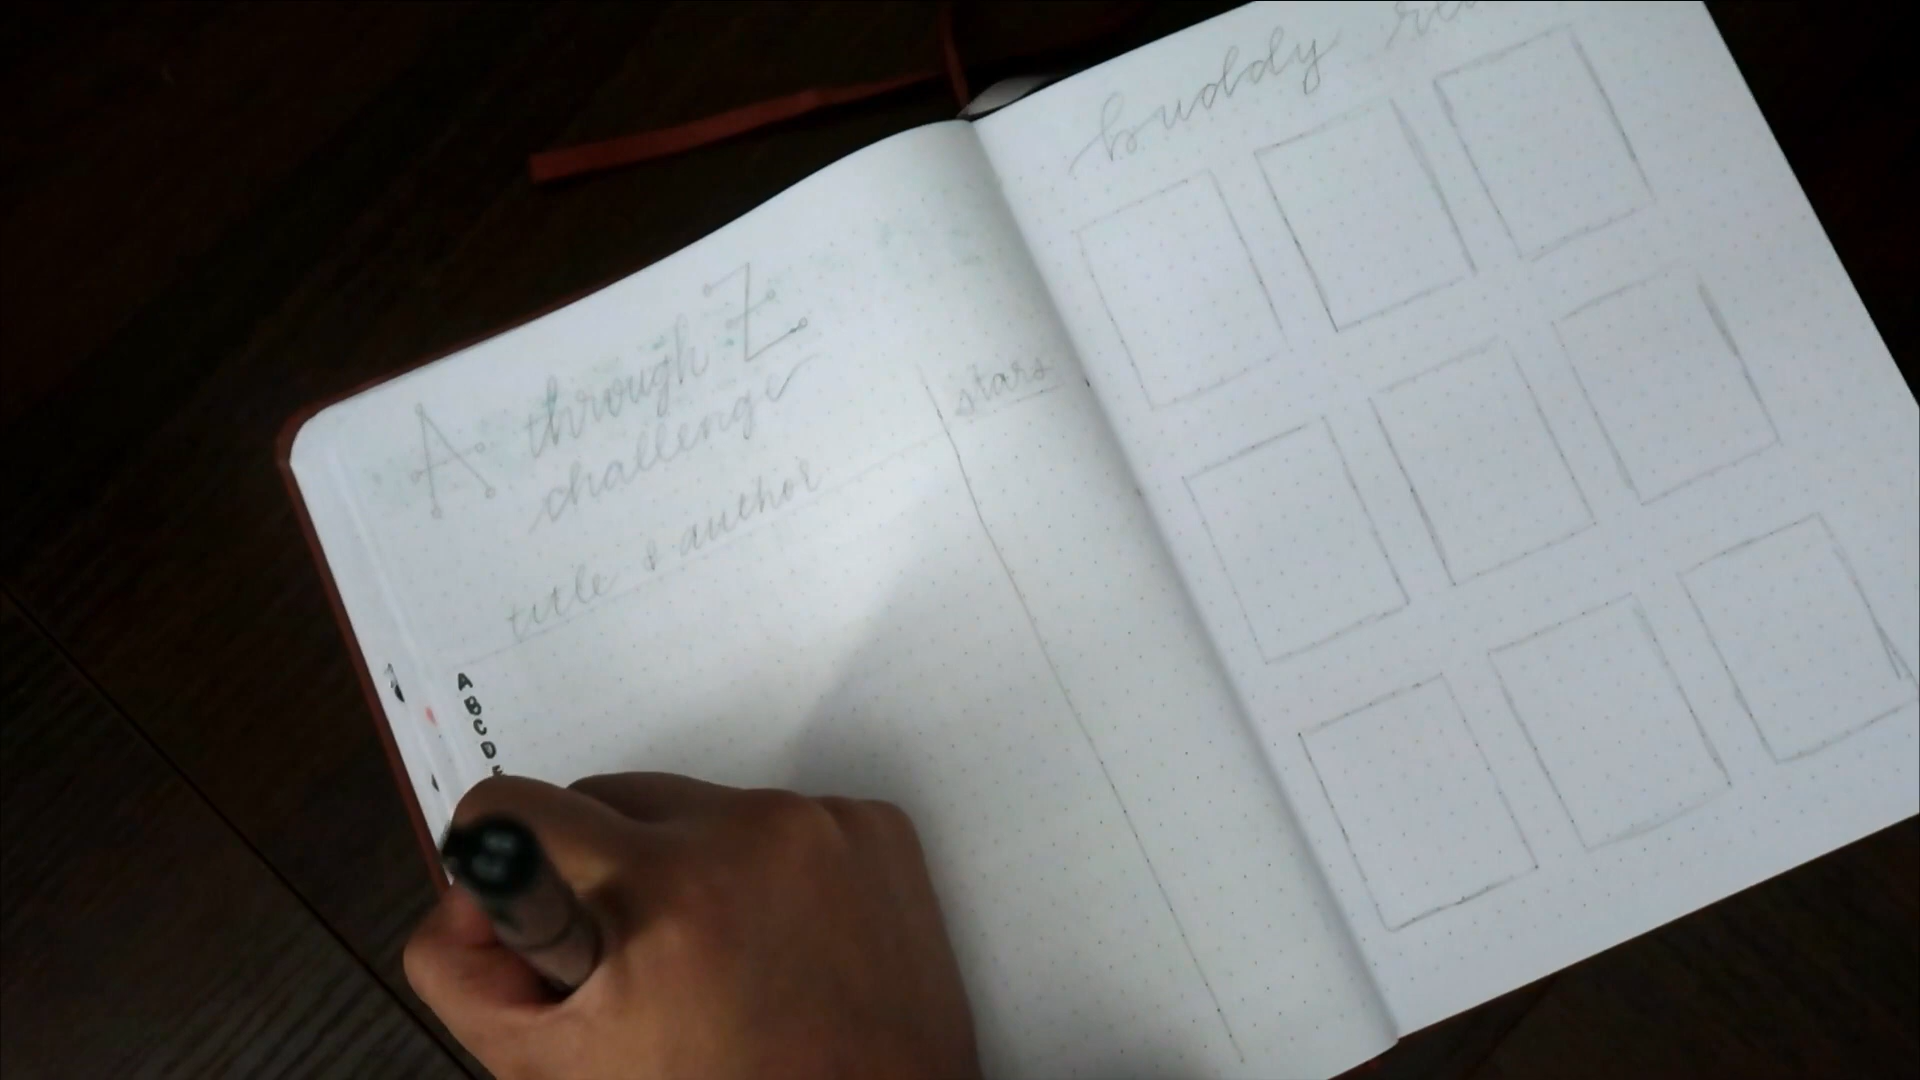 A through Z
challenge
title & author
stars
A
B
C
D
E
buddy